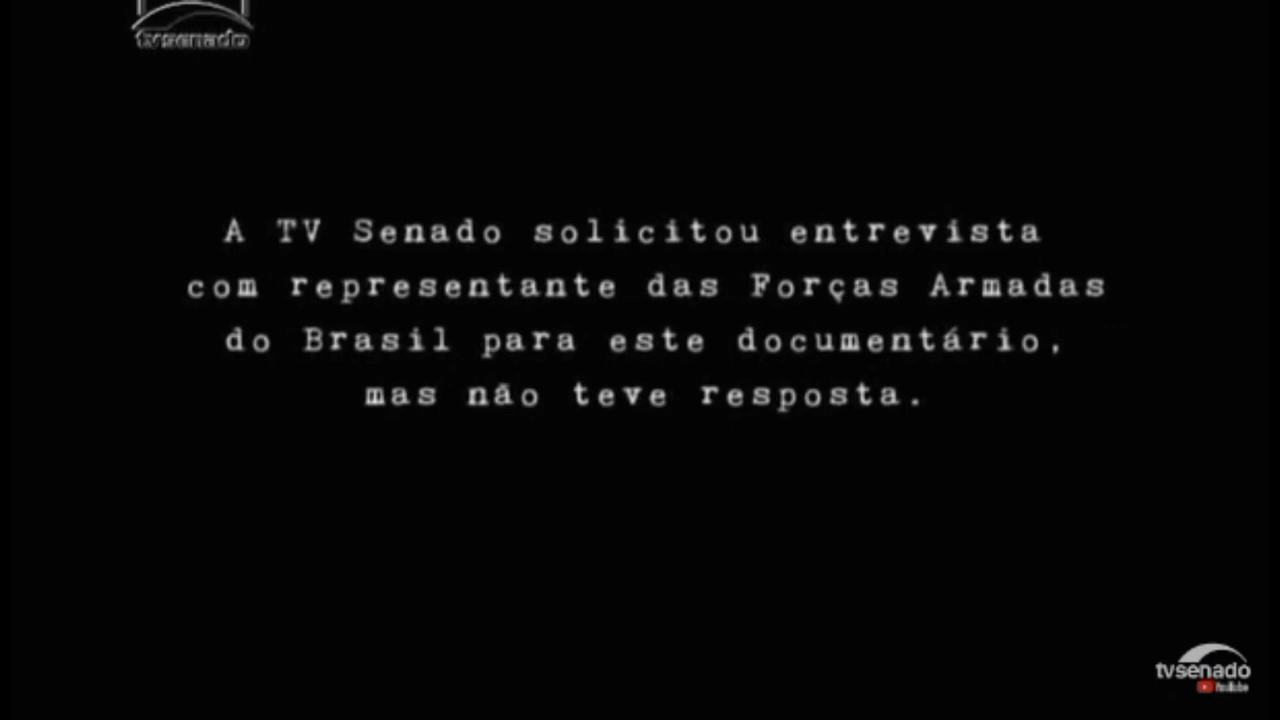 tvsenado
A TV Senado solicitou entrevista
com representante das Forças Armadas
do Brasil para este documentário,
mas não teve resposta.
tvsenado
YouTube